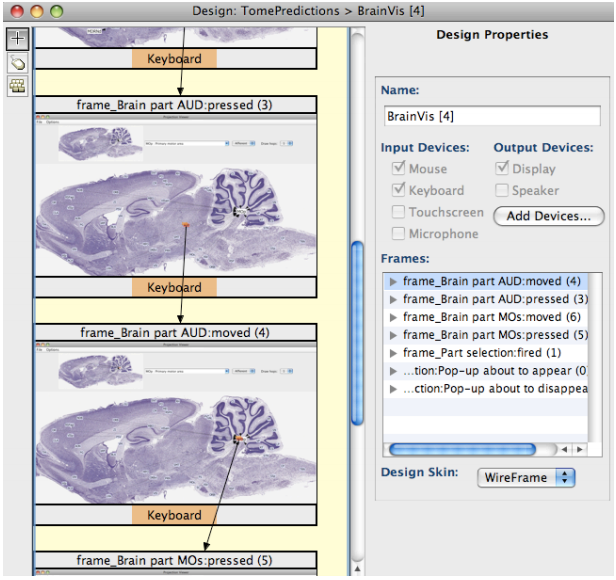 Design: TomePredictions > BrainVis [4]
Keyboard
frame_Brain part AUD:pressed (3)
File Options
Keyboard
frame_Brain part AUD:moved (4)
File Options
Keyboard
frame_Brain part MOs:pressed (5)
Design Properties
Name:
BrainVis [4]
Input Devices:
Output Devices:
Mouse
Display
Keyboard
Speaker
Touchscreen
Add Devices...
Microphone
Frames:
frame_Brain part AUD:moved (4)
frame_Brain part AUD:pressed (3)
frame_Brain part MOs:moved (6)
frame_Brain part MOs:pressed (5)
frame_Part selection:fired (1)
...tion:Pop-up about to appear (0
...ction:Pop-up about to disappea
Design Skin:
WireFrame